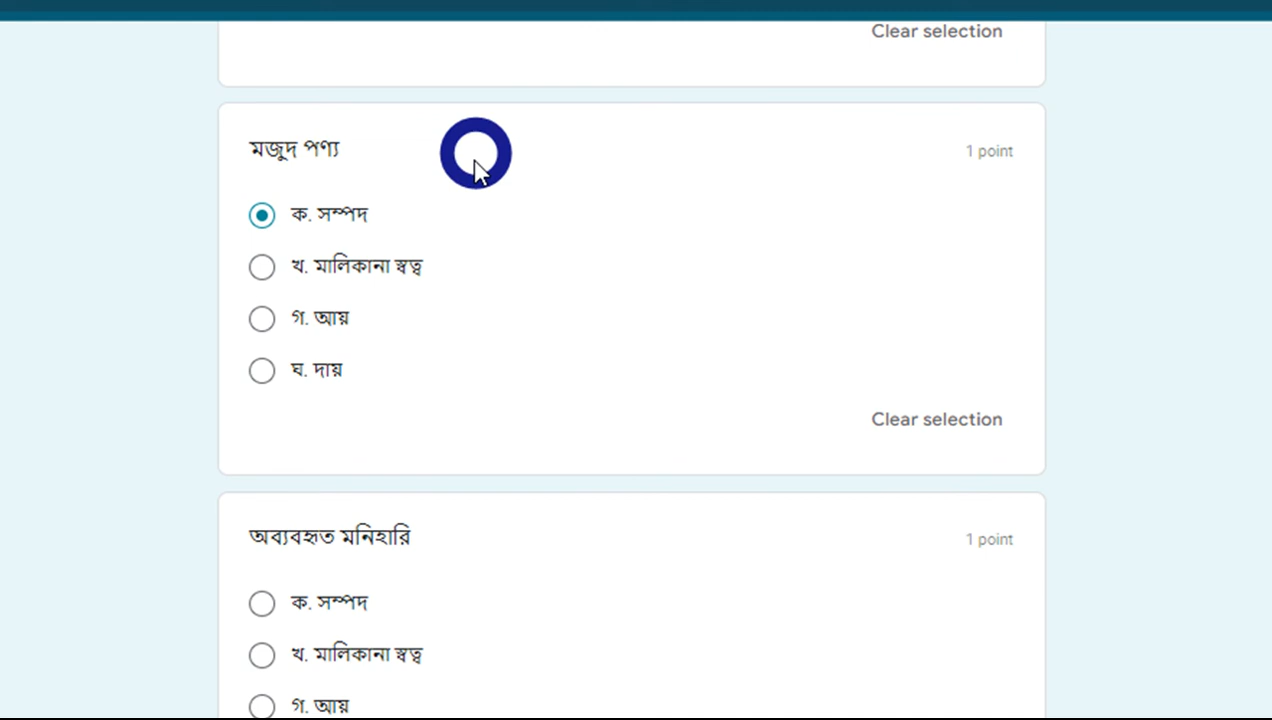 Clear selection
মজুদ পণ্য
1 point
ক. সম্পদ
খ. মালিকানা স্বত্ব
গ. আয়
ঘ. দায়
Clear selection
অব্যবহৃত মনিহারি
1 point
ক. সম্পদ
খ. মালিকানা স্বত্ব
গ. আয়